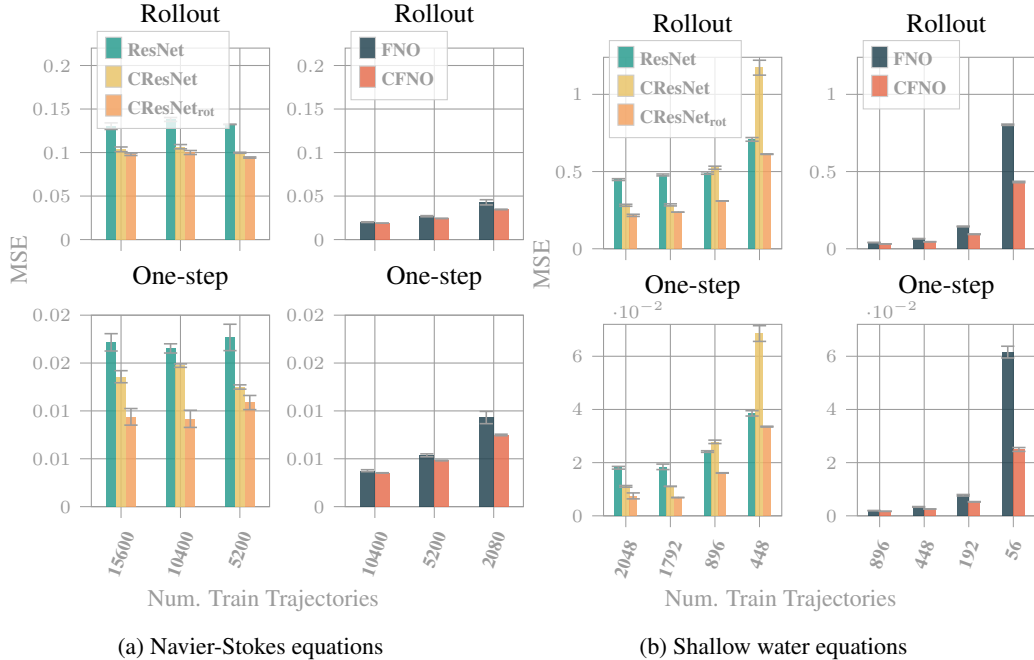 Rollout
Rollout
Rollout
Rollout
0.2
0.15
0.1
0.05
0
ResNet
CResNet
CResNet_rot
0.2
0.15
0.1
0.05
0
FNO
CFNO
1
0.5
0
ResNet
CResNet
CResNet_rot
1
0.5
0
FNO
CFNO
MSE
MSE
One-step
One-step
One-step
One-step
0.02
0.02
0.01
0.01
0
0.02
0.02
0.01
0.01
0
·10⁻²
6
4
2
0
·10⁻²
6
4
2
0
15600
10400
5200
10400
5200
2080
2048
1792
896
448
896
448
192
56
Num. Train Trajectories
Num. Train Trajectories
(a) Navier-Stokes equations
(b) Shallow water equations